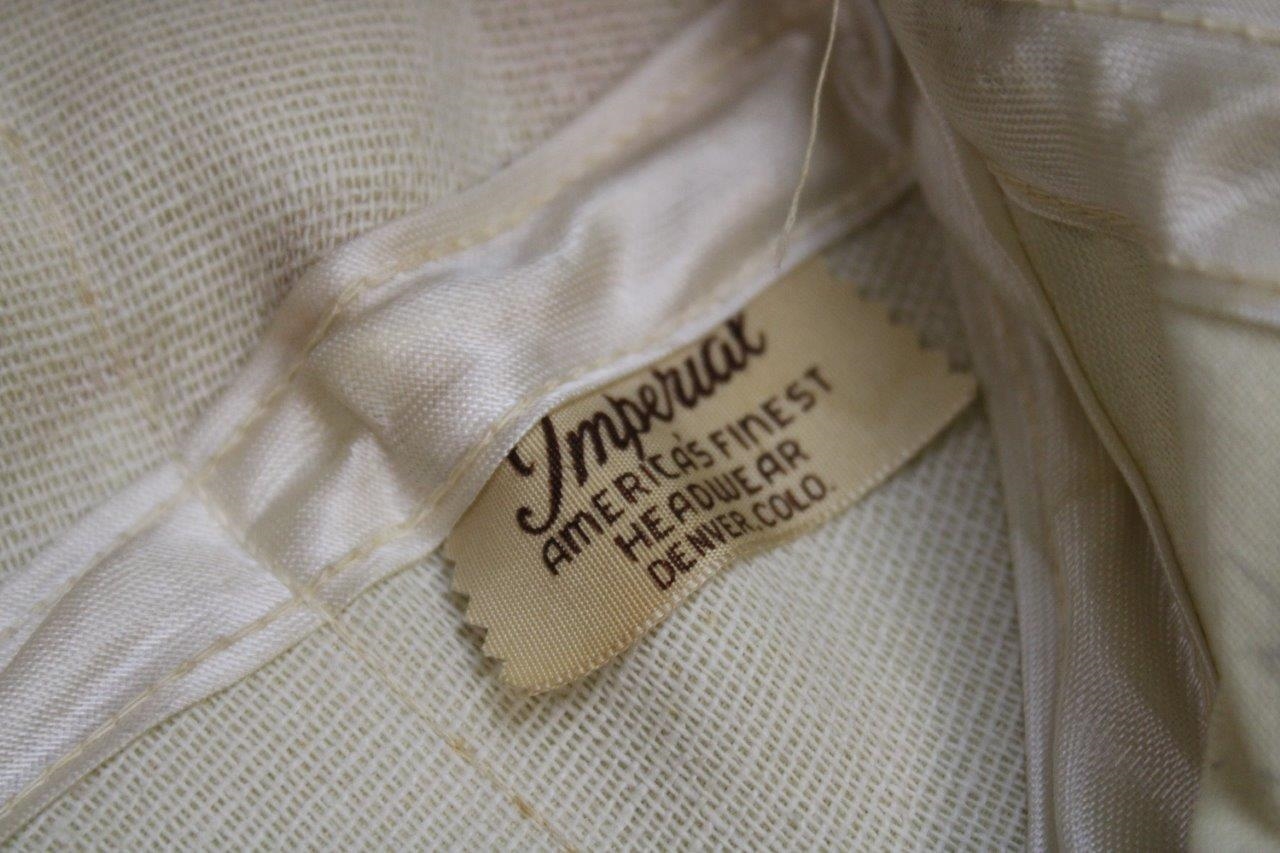 Imperial
AMERICA'S FINEST
HEADWEAR
DENVER. COLO.